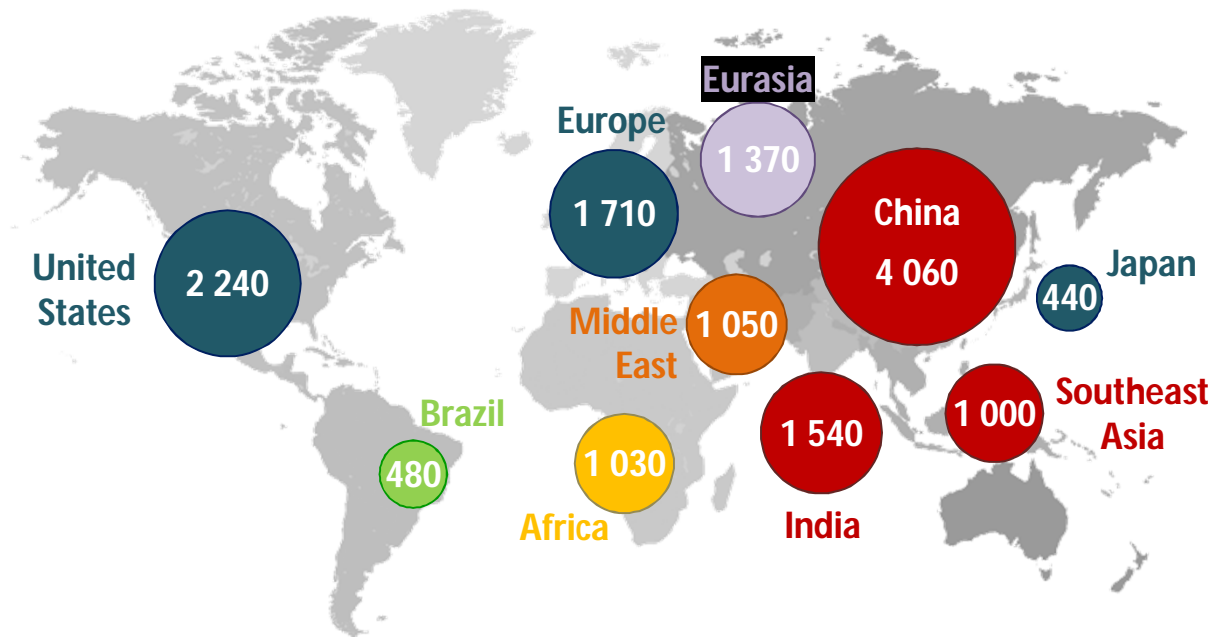 Eurasia
1 370
Europe
1 710
China
4 060
United
States
2 240
Japan
440
Middle
East
1 050
Brazil
480
Africa
1 030
India
1 540
Southeast
Asia
1 000